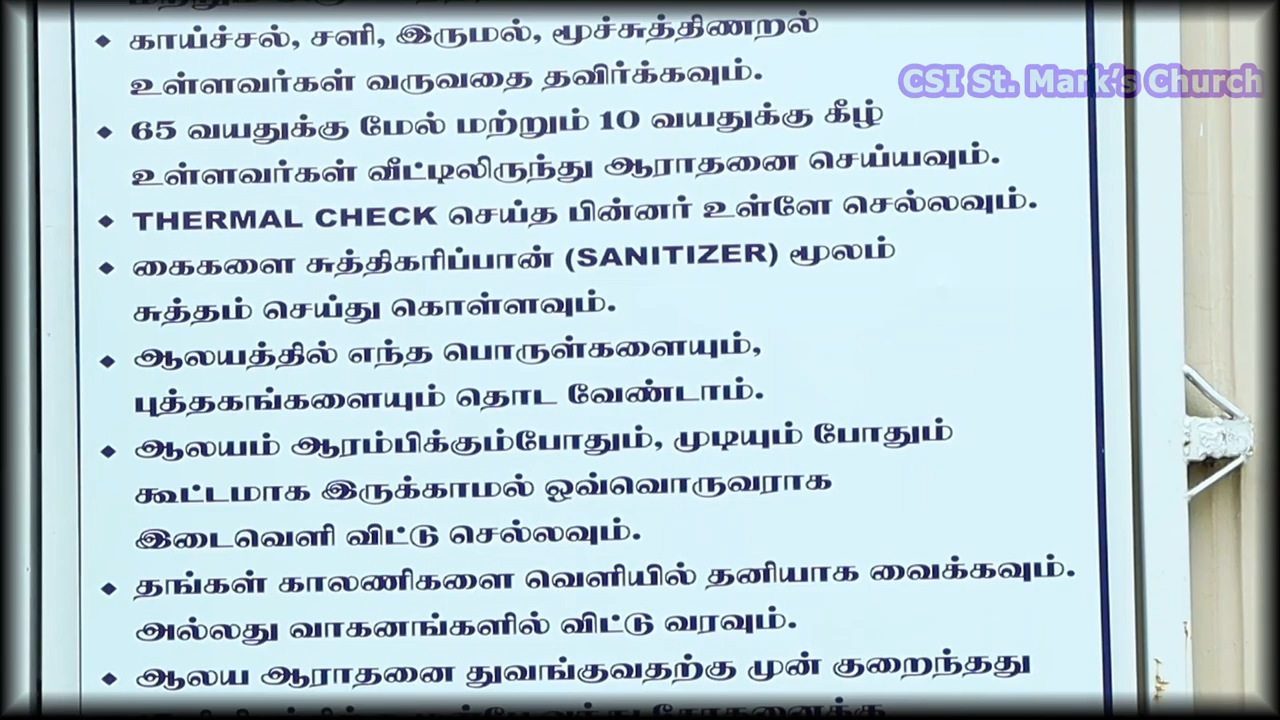 காய்ச்சல், சளி, இருமல், மூச்சுத்திணறல்
உள்ளவர்கள் வருவதை தவிர்க்கவும்.
CSI St. Mark's Church
65 வயதுக்கு மேல் மற்றும் 10 வயதுக்கு கீழ்
உள்ளவர்கள் வீட்டிலிருந்து ஆராதனை செய்யவும்.
THERMAL CHECK செய்த பின்னர் உள்ளே செல்லவும்.
கைகளை சுத்திகரிப்பான் (SANITIZER) மூலம்
சுத்தம் செய்து கொள்ளவும்.
ஆலயத்தில் எந்த பொருள்களையும்,
புத்தகங்களையும் தொட வேண்டாம்.
ஆலயம் ஆரம்பிக்கும்போதும், முடியும் போதும்
கூட்டமாக இருக்காமல் ஒவ்வொருவராக
இடைவெளி விட்டு செல்லவும்.
தங்கள் காலணிகளை வெளியில் தனியாக வைக்கவும்.
அல்லது வாகனங்களில் விட்டு வரவும்.
ஆலய ஆராதனை துவங்குவதற்கு முன் குறைந்தது